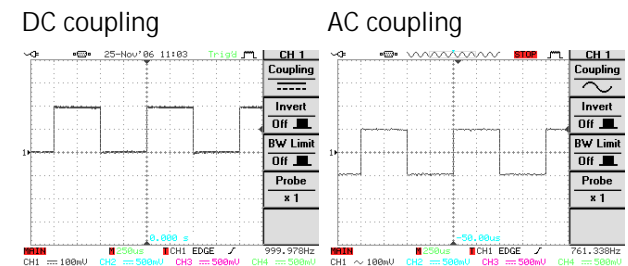 DC coupling AC coupling
25-Nov'06 11:03 Trig'd CH 1
Coupling
Invert
Off
BW Limit
Off
Probe
x 1
1
0.000 s
MAIN M 250us T CH1 EDGE 999.978Hz
CH1 100mV CH2 500mV CH3 500mV CH4 500mV
STOP CH 1
Coupling
Invert
Off
BW Limit
Off
Probe
x 1
1
-50.00us
MAIN M 250us T CH1 EDGE 761.338Hz
CH1 100mV CH2 500mV CH3 500mV CH4 500mV